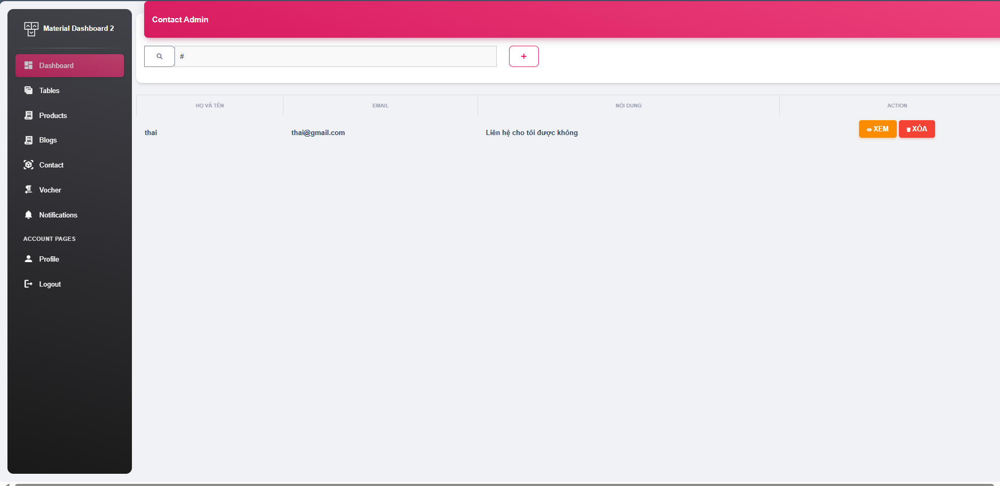 Material Dashboard 2
Dashboard
Tables
Products
Blogs
Contact
Vocher
Notifications
ACCOUNT PAGES
Profile
Logout
Contact Admin
#
+
HỌ VÀ TÊN EMAIL NỘI DUNG ACTION
thai thai@gmail.com Liên hệ cho tôi được không XEM XÓA